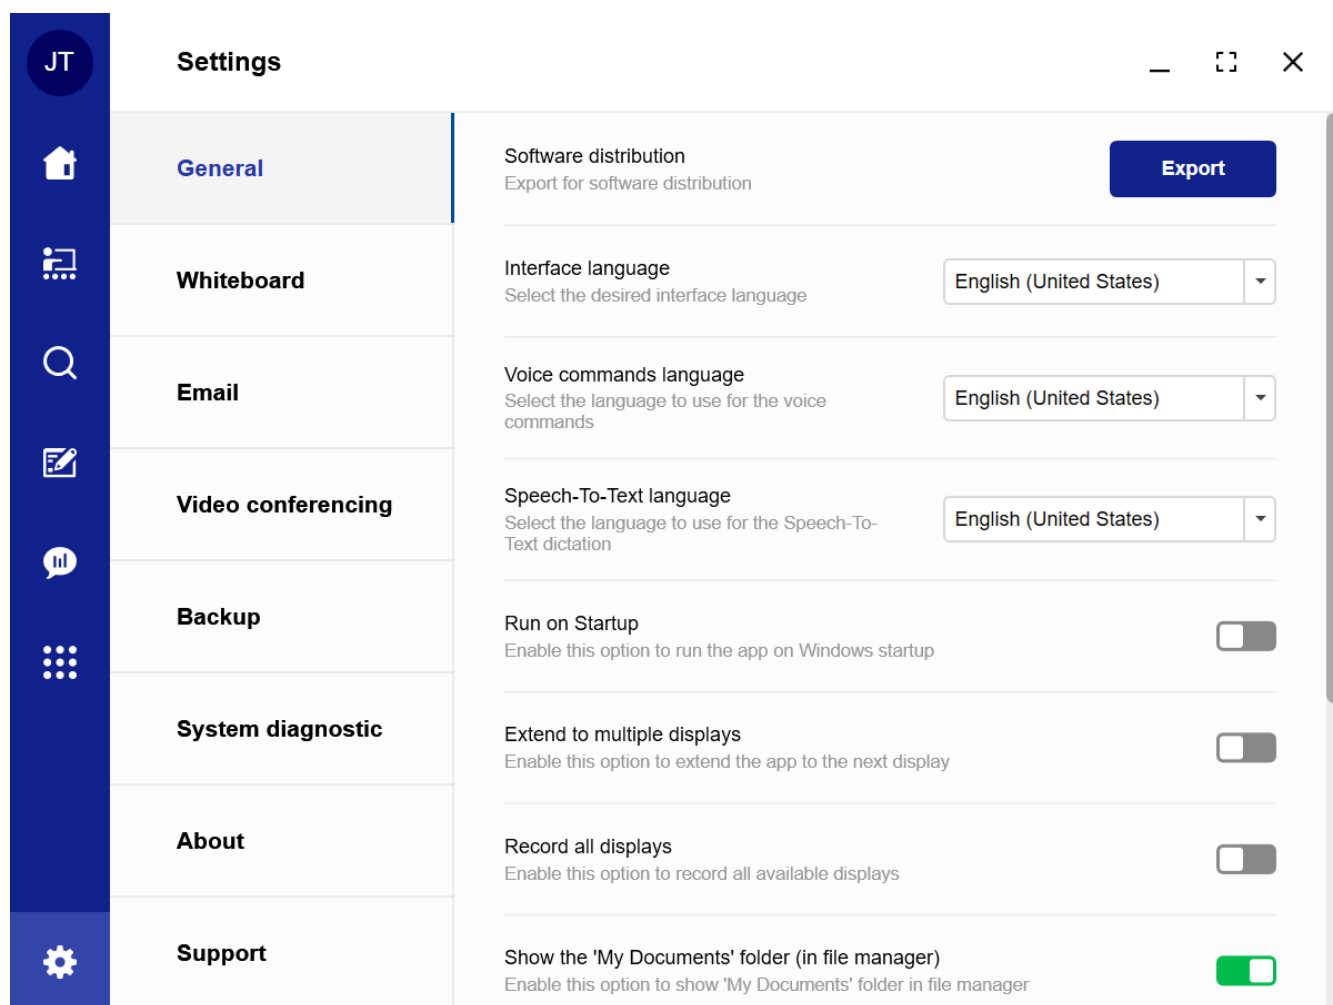 JT
Settings
General
Whiteboard
Email
Video conferencing
Backup
System diagnostic
About
Support
Software distribution
Export for software distribution
Export
Interface language
Select the desired interface language
English (United States)
Voice commands language
Select the language to use for the voice
commands
English (United States)
Speech-To-Text language
Select the language to use for the Speech-To-
Text dictation
English (United States)
Run on Startup
Enable this option to run the app on Windows startup
Extend to multiple displays
Enable this option to extend the app to the next display
Record all displays
Enable this option to record all available displays
Show the 'My Documents' folder (in file manager)
Enable this option to show 'My Documents' folder in file manager